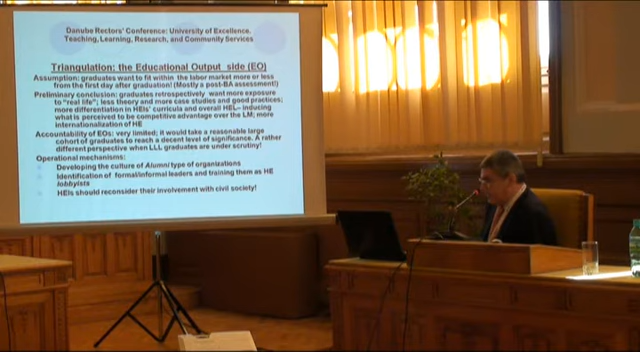 Danube Rectors' Conference: University of Excellence.
Teaching, Learning, Research, and Community Services
Triangulation: the Educational Output side (EO)
Assumption: graduates want to fit within the labor market more or less
from the first day after graduation! (Mostly a post-BA assessment!)
Preliminary conclusion: graduates retrospectively want more exposure
to "real life"; less theory and more case studies and good practices;
more differentiation in HEIs' curricula and overall HEL– inducing
what is perceived to be competitive advantage over the LM; more
internationalization of HE
Accountability of EOs: very limited; it would take a reasonable large
cohort of graduates to reach a decent level of significance. A rather
different perspective when LLL graduates are under scrutiny!
Operational mechanisms:
Developing the culture of Alumni type of organizations
Identification of formal/informal leaders and training them as HE
lobbyists
HEIs should reconsider their involvement with civil society!